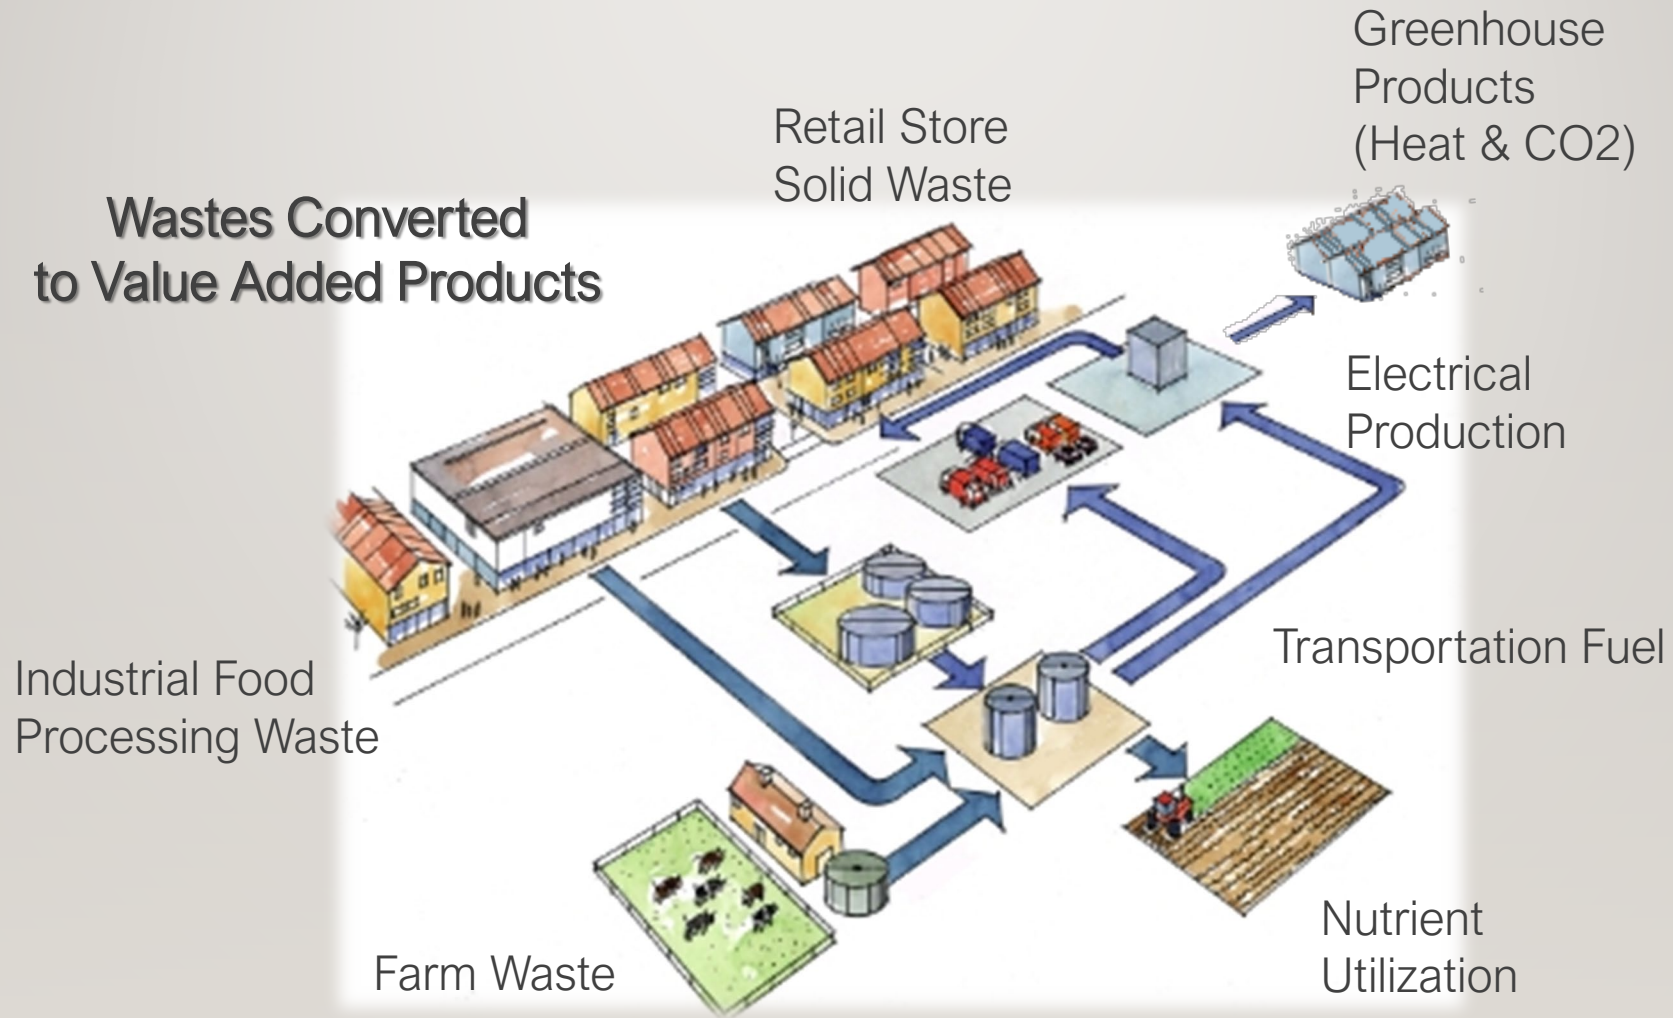 Wastes Converted
to Value Added Products
Retail Store
Solid Waste
Greenhouse
Products
(Heat & CO2)
Electrical
Production
Transportation Fuel
Industrial Food
Processing Waste
Farm Waste
Nutrient
Utilization